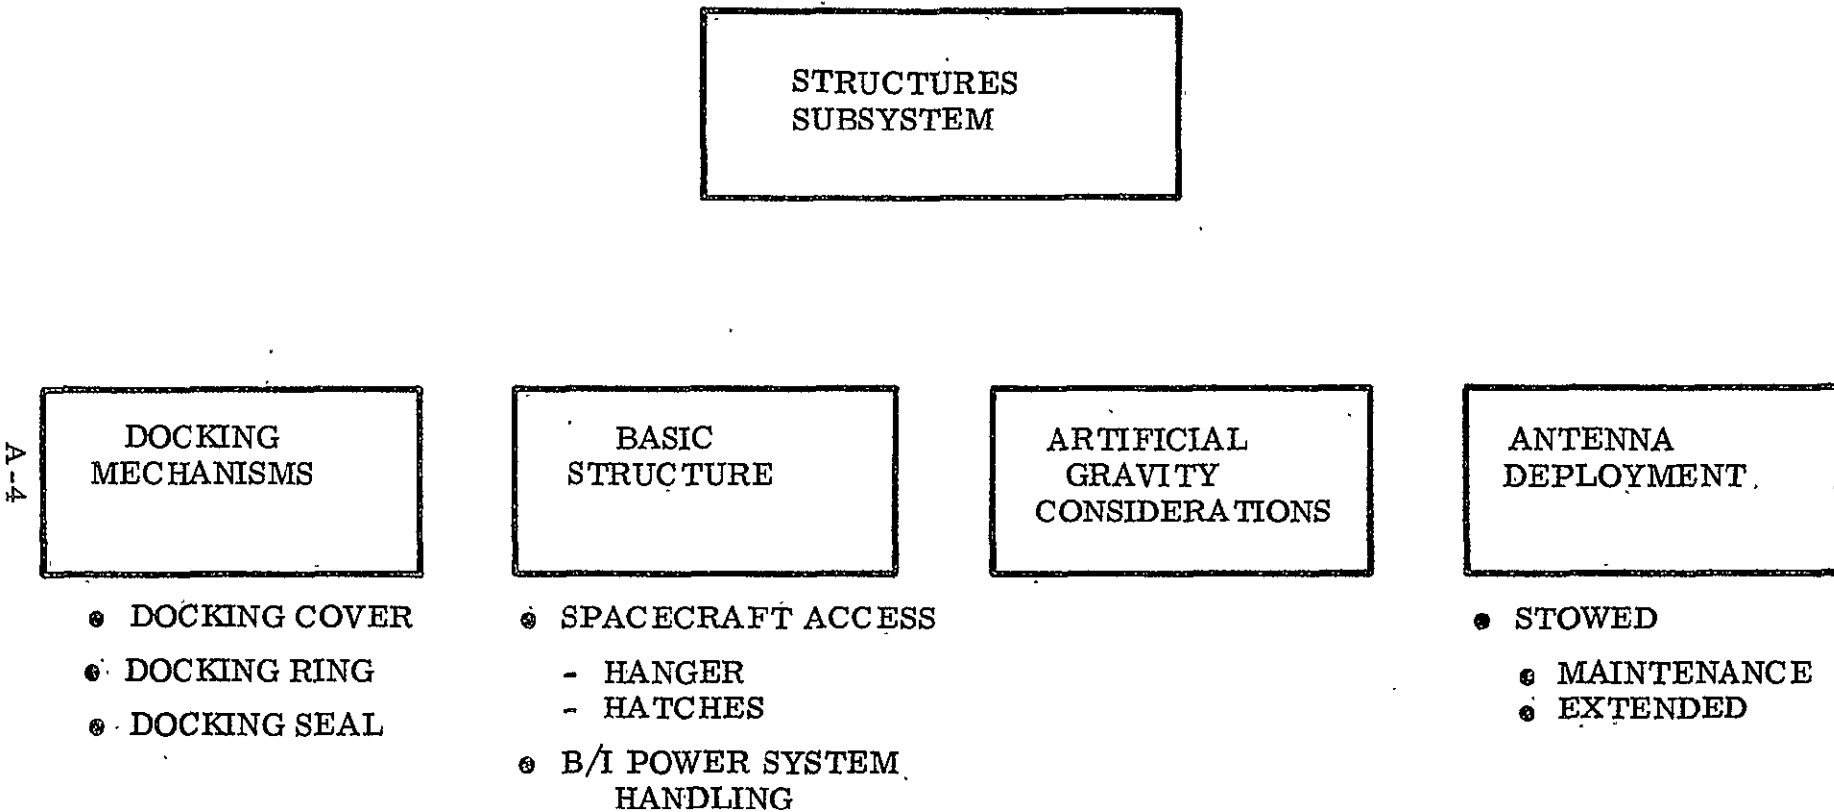 STRUCTURES
SUBSYSTEM
A-4
DOCKING
MECHANISMS
• DOCKING COVER
• DOCKING RING
• DOCKING SEAL
BASIC
STRUCTURE
• SPACECRAFT ACCESS
- HANGER
- HATCHES
• B/I POWER SYSTEM
HANDLING
ARTIFICIAL
GRAVITY
CONSIDERATIONS
ANTENNA
DEPLOYMENT
• STOWED
• MAINTENANCE
• EXTENDED